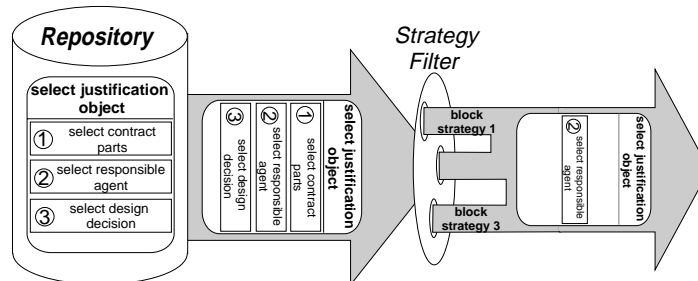 Repository
select justification
object
① select contract
parts
② select responsible
agent
③ select design
decision
select justification
object
① select contract
parts
② select responsible
agent
③ select design
decision
Strategy
Filter
block
strategy 1
block
strategy 3
select justification
object
② select responsible
agent